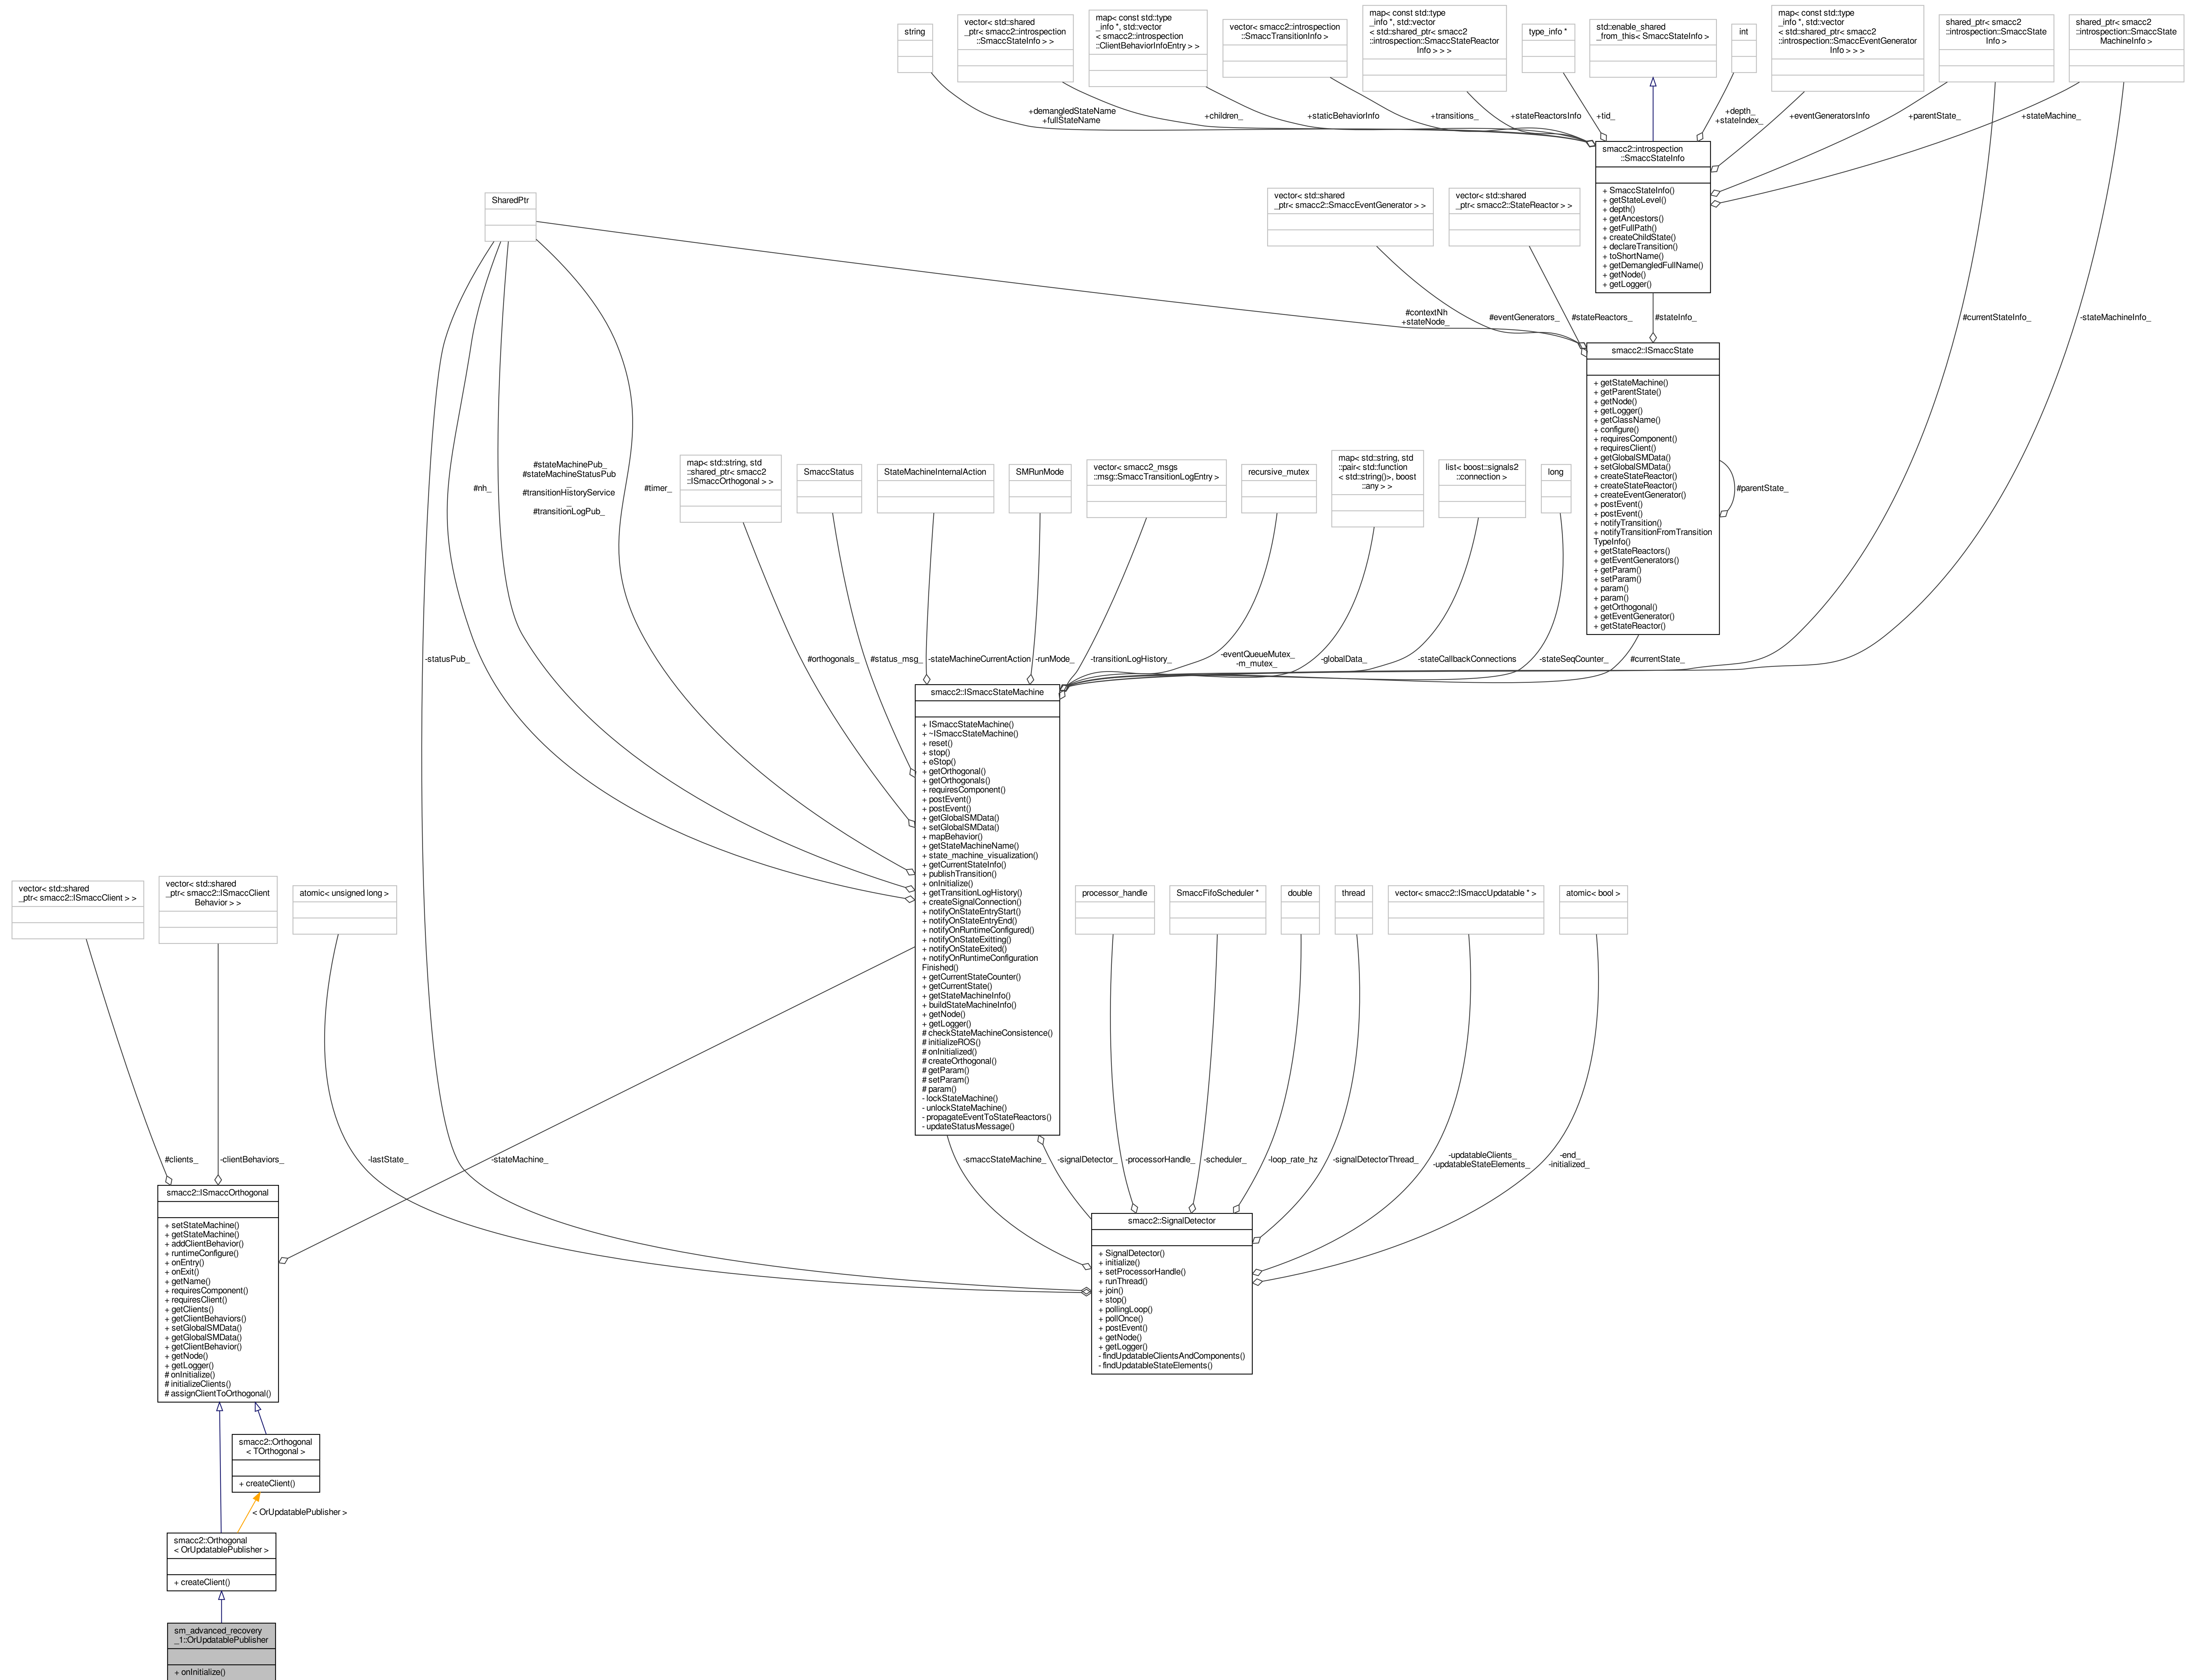 string
vector< std::shared
_ptr< smacc2::introspection
::SmaccStateInfo > >
map< const std::type
_info *, std::vector
< smacc2::introspection
::ClientBehaviorInfoEntry > >
vector< smacc2::introspection
::SmaccTransitionInfo >
map< const std::type
_info *, std::vector
< std::shared_ptr< smacc2
::introspection::SmaccStateReactor
Info > > >
type_info *
std::enable_shared
_from_this< SmaccStateInfo >
int
map< const std::type
_info *, std::vector
< std::shared_ptr< smacc2
::introspection::SmaccEventGenerator
Info > > >
shared_ptr< smacc2
::introspection::SmaccState
Info >
shared_ptr< smacc2
::introspection::SmaccState
MachineInfo >
+demangledStateName
+fullStateName
+children_
+staticBehaviorInfo
+transitions_
+stateReactorsInfo
+tid_
+depth_
+stateIndex_
+eventGeneratorsInfo
+parentState_
+stateMachine_
smacc2::introspection
::SmaccStateInfo
+ SmaccStateInfo()
+ getStateLevel()
+ depth()
+ getAncestors()
+ getFullPath()
+ createChildState()
+ declareTransition()
+ toShortName()
+ getDemangledFullName()
+ getNode()
+ getLogger()
SharedPtr
vector< std::shared
_ptr< smacc2::SmaccEventGenerator > >
vector< std::shared
_ptr< smacc2::StateReactor > >
#contextNh
+stateNode_
#eventGenerators_
#stateReactors_
#stateInfo_
#currentStateInfo_
-stateMachineInfo_
smacc2::ISmaccState
+ getStateMachine()
+ getParentState()
+ getNode()
+ getLogger()
+ getClassName()
+ configure()
+ requiresComponent()
+ requiresClient()
+ getGlobalSMData()
+ setGlobalSMData()
+ createStateReactor()
+ createEventGenerator()
+ postEvent()
+ postEvent()
+ notifyTransition()
+ notifyTransitionFromTransition
TypeInfo()
+ getStateReactors()
+ getEventGenerators()
+ getParam()
+ setParam()
+ param()
+ param()
+ getOrthogonal()
+ getEventGenerator()
+ getStateReactor()
#parentState_
#nh_
#stateMachinePub_
#stateMachineStatusPub
_
#transitionHistoryService
_
#transitionLogPub_
#timer_
map< std::string, std
::shared_ptr< smacc2
::ISmaccOrthogonal > >
SmaccStatus
StateMachineInternalAction
SMRunMode
vector< smacc2_msgs
::msg::SmaccTransitionLogEntry >
recursive_mutex
map< std::string, std
::pair< std::function
< std::string()>, boost
::any > >
list< boost::signals2
::connection >
long
-statusPub_
#orthogonals_
#status_msg_
-stateMachineCurrentAction
-runMode_
-transitionLogHistory_
-eventQueueMutex_
-m_mutex_
-globalData_
-stateCallbackConnections
-stateSeqCounter_
#currentState_
smacc2::ISmaccStateMachine
+ ISmaccStateMachine()
+ ~ISmaccStateMachine()
+ reset()
+ stop()
+ eStop()
+ getOrthogonal()
+ getOrthogonals()
+ requiresComponent()
+ postEvent()
+ postEvent()
+ getGlobalSMData()
+ setGlobalSMData()
+ mapBehavior()
+ getStateMachineName()
+ state_machine_visualization()
+ getCurrentStateInfo()
+ publishTransition()
+ onInitialize()
+ getTransitionLogHistory()
+ createSignalConnection()
+ notifyOnStateEntryStart()
+ notifyOnStateEntryEnd()
+ notifyOnRuntimeConfigured()
+ notifyOnStateExitting()
+ notifyOnStateExited()
+ notifyOnRuntimeConfiguration
Finished()
+ getCurrentStateCounter()
+ getCurrentState()
+ getStateMachineInfo()
+ buildStateMachineInfo()
+ getNode()
+ getLogger()
# checkStateMachineConsistence()
# initializeROS()
# onInitialized()
# createOrthogonal()
# getParam()
# setParam()
# param()
- lockStateMachine()
- unlockStateMachine()
- propagateEventToStateReactors()
- updateStatusMessage()
vector< std::shared
_ptr< smacc2::ISmaccClient > >
vector< std::shared
_ptr< smacc2::ISmaccClient
Behavior > >
atomic< unsigned long >
processor_handle
SmaccFifoScheduler *
double
thread
vector< smacc2::ISmaccUpdatable * >
atomic< bool >
#clients_
-clientBehaviors_
-lastState_
-stateMachine_
-smaccStateMachine_
-signalDetector_
-processorHandle_
-scheduler_
-loop_rate_hz
-signalDetectorThread_
-updatableClients_
-updatableStateElements_
-end_
-initialized_
smacc2::ISmaccOrthogonal
+ setStateMachine()
+ getStateMachine()
+ addClientBehavior()
+ runtimeConfigure()
+ onEntry()
+ onExit()
+ getName()
+ requiresComponent()
+ requiresClient()
+ getClients()
+ getClientBehaviors()
+ setGlobalSMData()
+ getGlobalSMData()
+ getClientBehavior()
+ getNode()
+ getLogger()
# onInitialize()
# initializeClients()
# assignClientToOrthogonal()
smacc2::SignalDetector
+ SignalDetector()
+ initialize()
+ setProcessorHandle()
+ runThread()
+ join()
+ stop()
+ pollingLoop()
+ pollOnce()
+ postEvent()
+ getNode()
+ getLogger()
- findUpdatableClientsAndComponents()
- findUpdatableStateElements()
smacc2::Orthogonal
< TOrthogonal >
+ createClient()
< OrUpdatablePublisher >
smacc2::Orthogonal
< OrUpdatablePublisher >
+ createClient()
sm_advanced_recovery
_1::OrUpdatablePublisher
+ onInitialize()